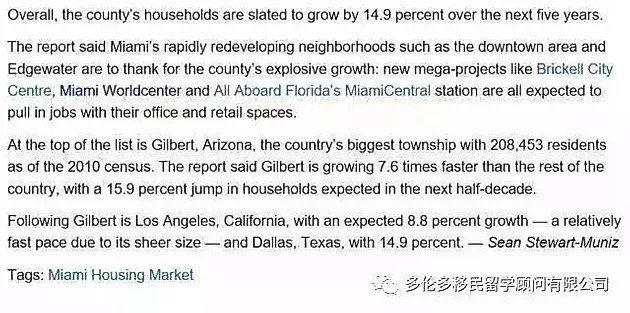 Overall, the county's households are slated to grow by 14.9 percent over the next five years.
The report said Miami's rapidly redeveloping neighborhoods such as the downtown area and
Edgewater are to thank for the county's explosive growth: new mega-projects like Brickell City
Centre, Miami Worldcenter and All Aboard Florida's MiamiCentral station are all expected to
pull in jobs with their office and retail spaces.
At the top of the list is Gilbert, Arizona, the country's biggest township with 208,453 residents
as of the 2010 census. The report said Gilbert is growing 7.6 times faster than the rest of the
country, with a 15.9 percent jump in households expected in the next half-decade.
Following Gilbert is Los Angeles, California, with an expected 8.8 percent growth — a relatively
fast pace due to its sheer size — and Dallas, Texas, with 14.9 percent. — Sean Stewart-Muniz
Tags: Miami Housing Market
多伦多移民留学顾问有限公司